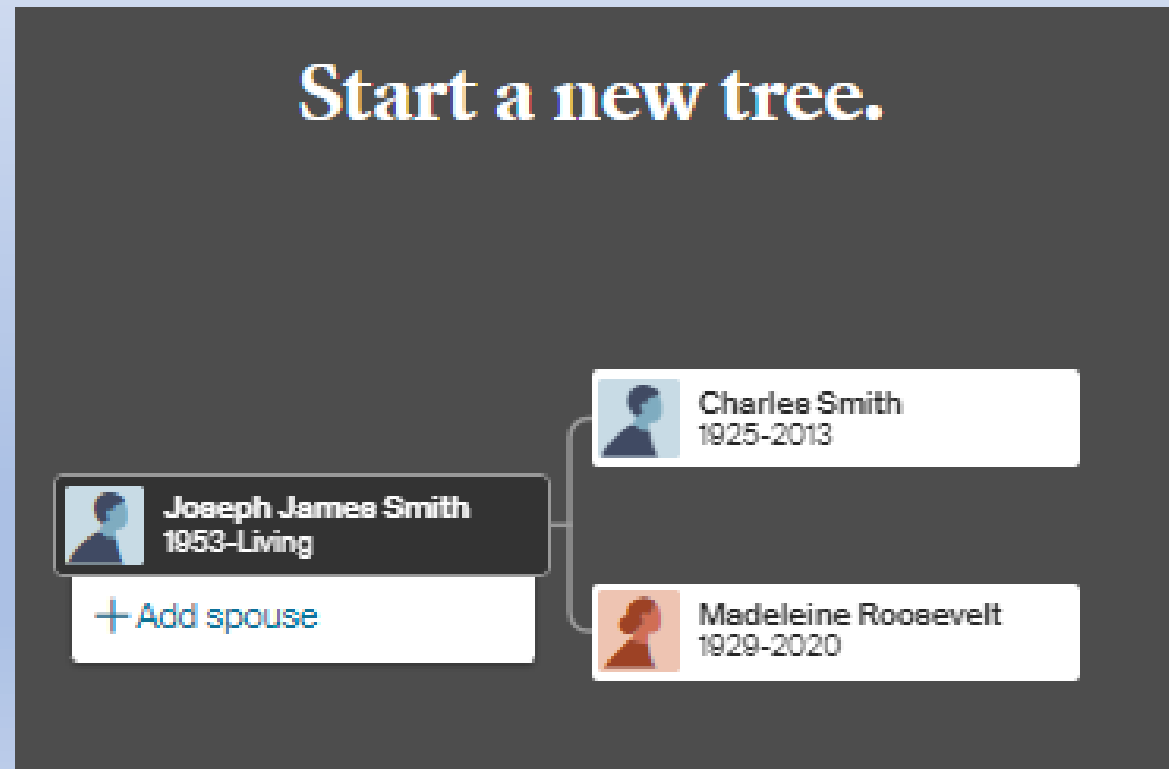 Start a new tree.
Charles Smith
1925-2013
Joseph James Smith
1953-Living
+ Add spouse
Madeleine Roosevelt
1929-2020